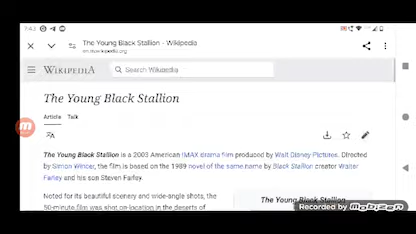 7:43
The Young Black Stallion - Wikipedia
en.m.wikipedia.org
WIKIPEDIA
Search Wikipedia
The Young Black Stallion
Article Talk
The Young Black Stallion is a 2003 American IMAX drama film produced by Walt Disney Pictures. Directed
by Simon Wincer, the film is based on the 1989 novel of the same name by Black Stallion creator Walter
Farley and his son Steven Farley.
Noted for its beautiful scenery and wide-angle shots, the
50-minute film was shot on-location in the deserts of
The Young Black Stallion
Recorded by Mobizen